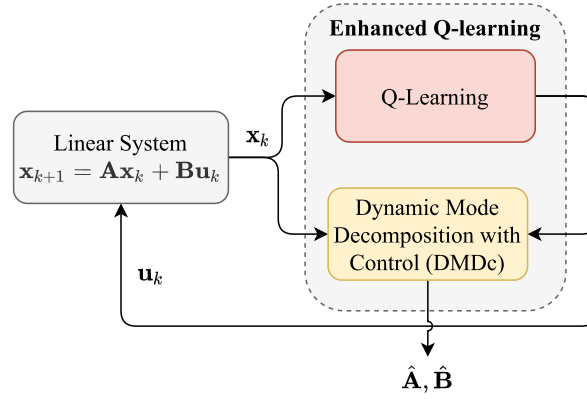 Enhanced Q-learning
Q-Learning
Linear System
𝐱ₖ₊₁ = 𝐀𝐱ₖ + 𝐁𝐮ₖ
𝐱ₖ
Dynamic Mode
Decomposition with
Control (DMDc)
𝐮ₖ
Â, B̂